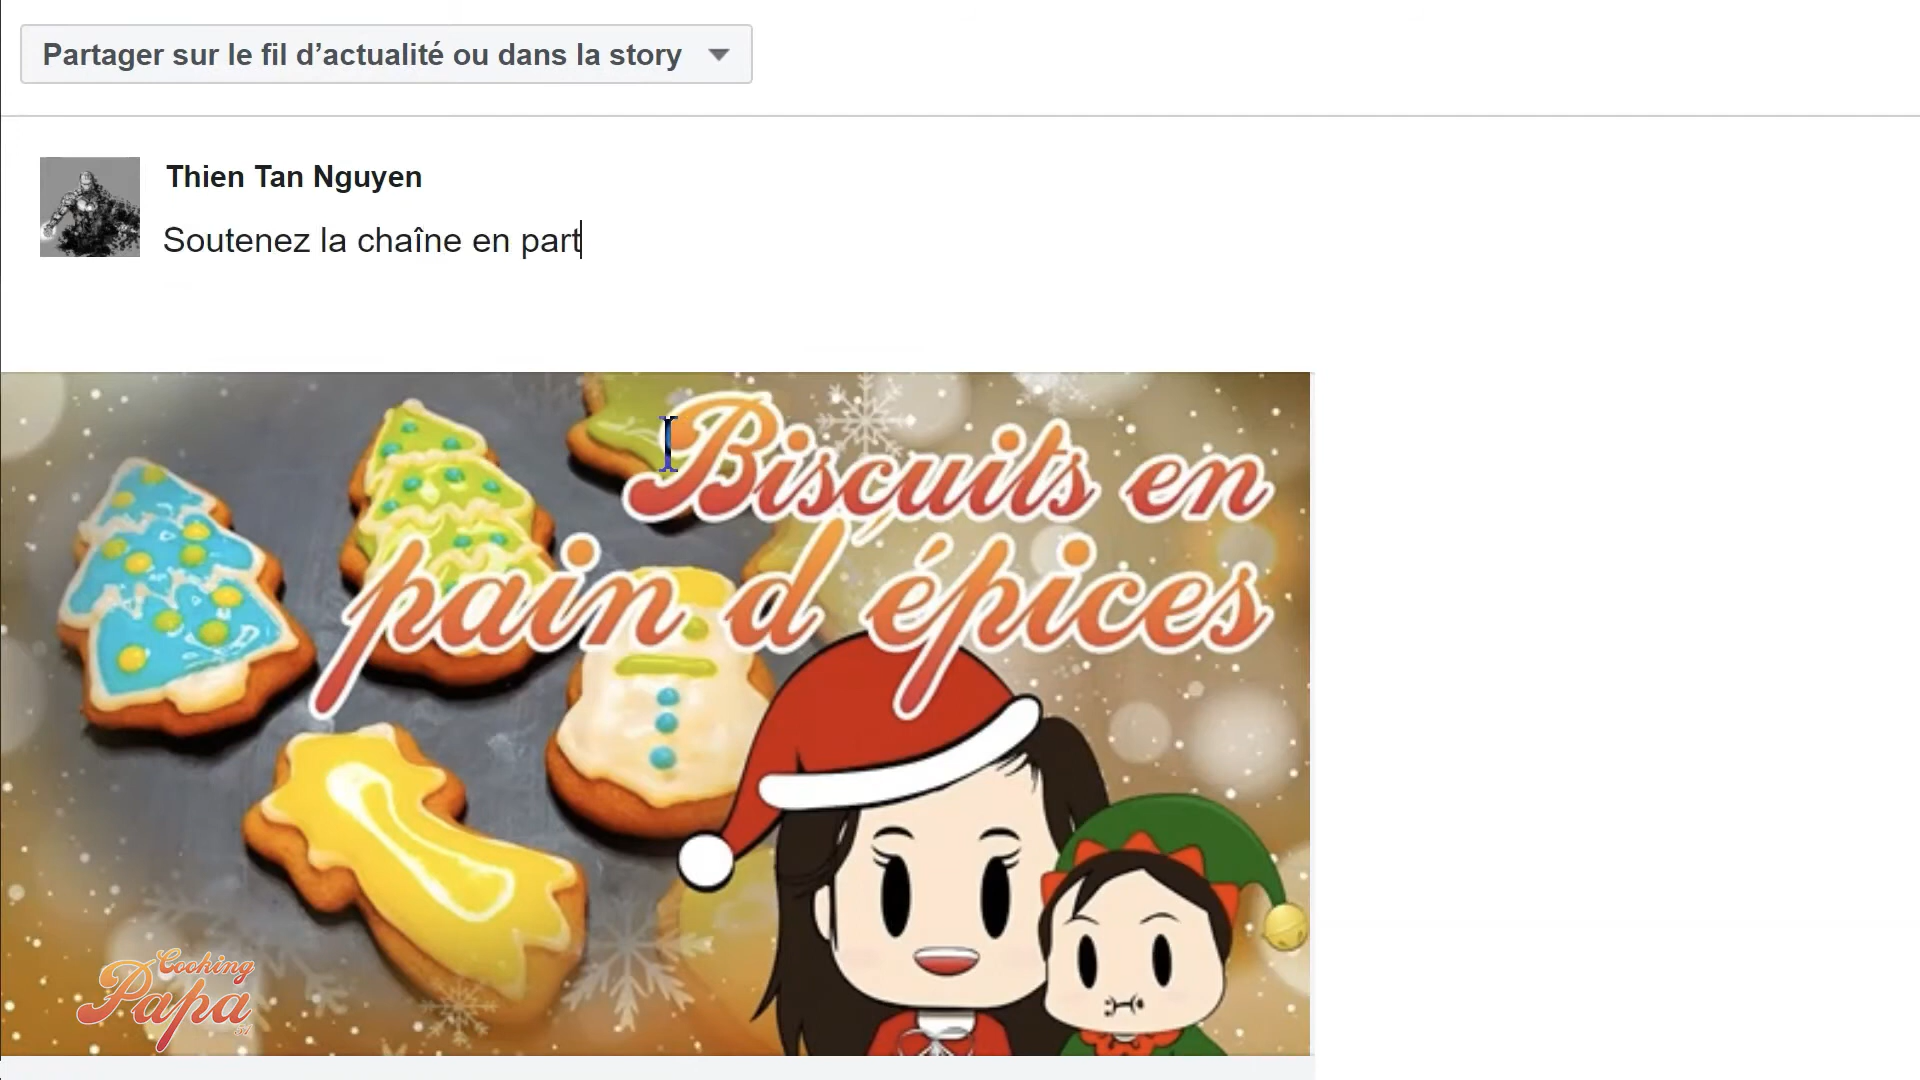 Partager sur le fil d’actualité ou dans la story
Thien Tan Nguyen
Soutenez la chaîne en part
Biscuits en
pain d'épices
Cooking
Papa